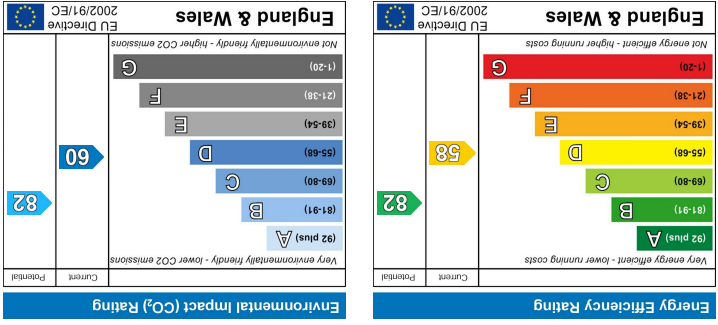 Energy Efficiency Rating
Current Potential
Very energy efficient - lower running costs
(92 plus) A
(81-91) B
82
(69-80) C
(55-68) D
58
(39-54) E
(21-38) F
(1-20) G
Not energy efficient - higher running costs
England & Wales
EU Directive
2002/91/EC
Environmental Impact (CO₂) Rating
Current Potential
Very environmentally friendly - lower CO2 emissions
(92 plus) A
(81-91) B
82
(69-80) C
(55-68) D
60
(39-54) E
(21-38) F
(1-20) G
Not environmentally friendly - higher CO2 emissions
England & Wales
EU Directive
2002/91/EC